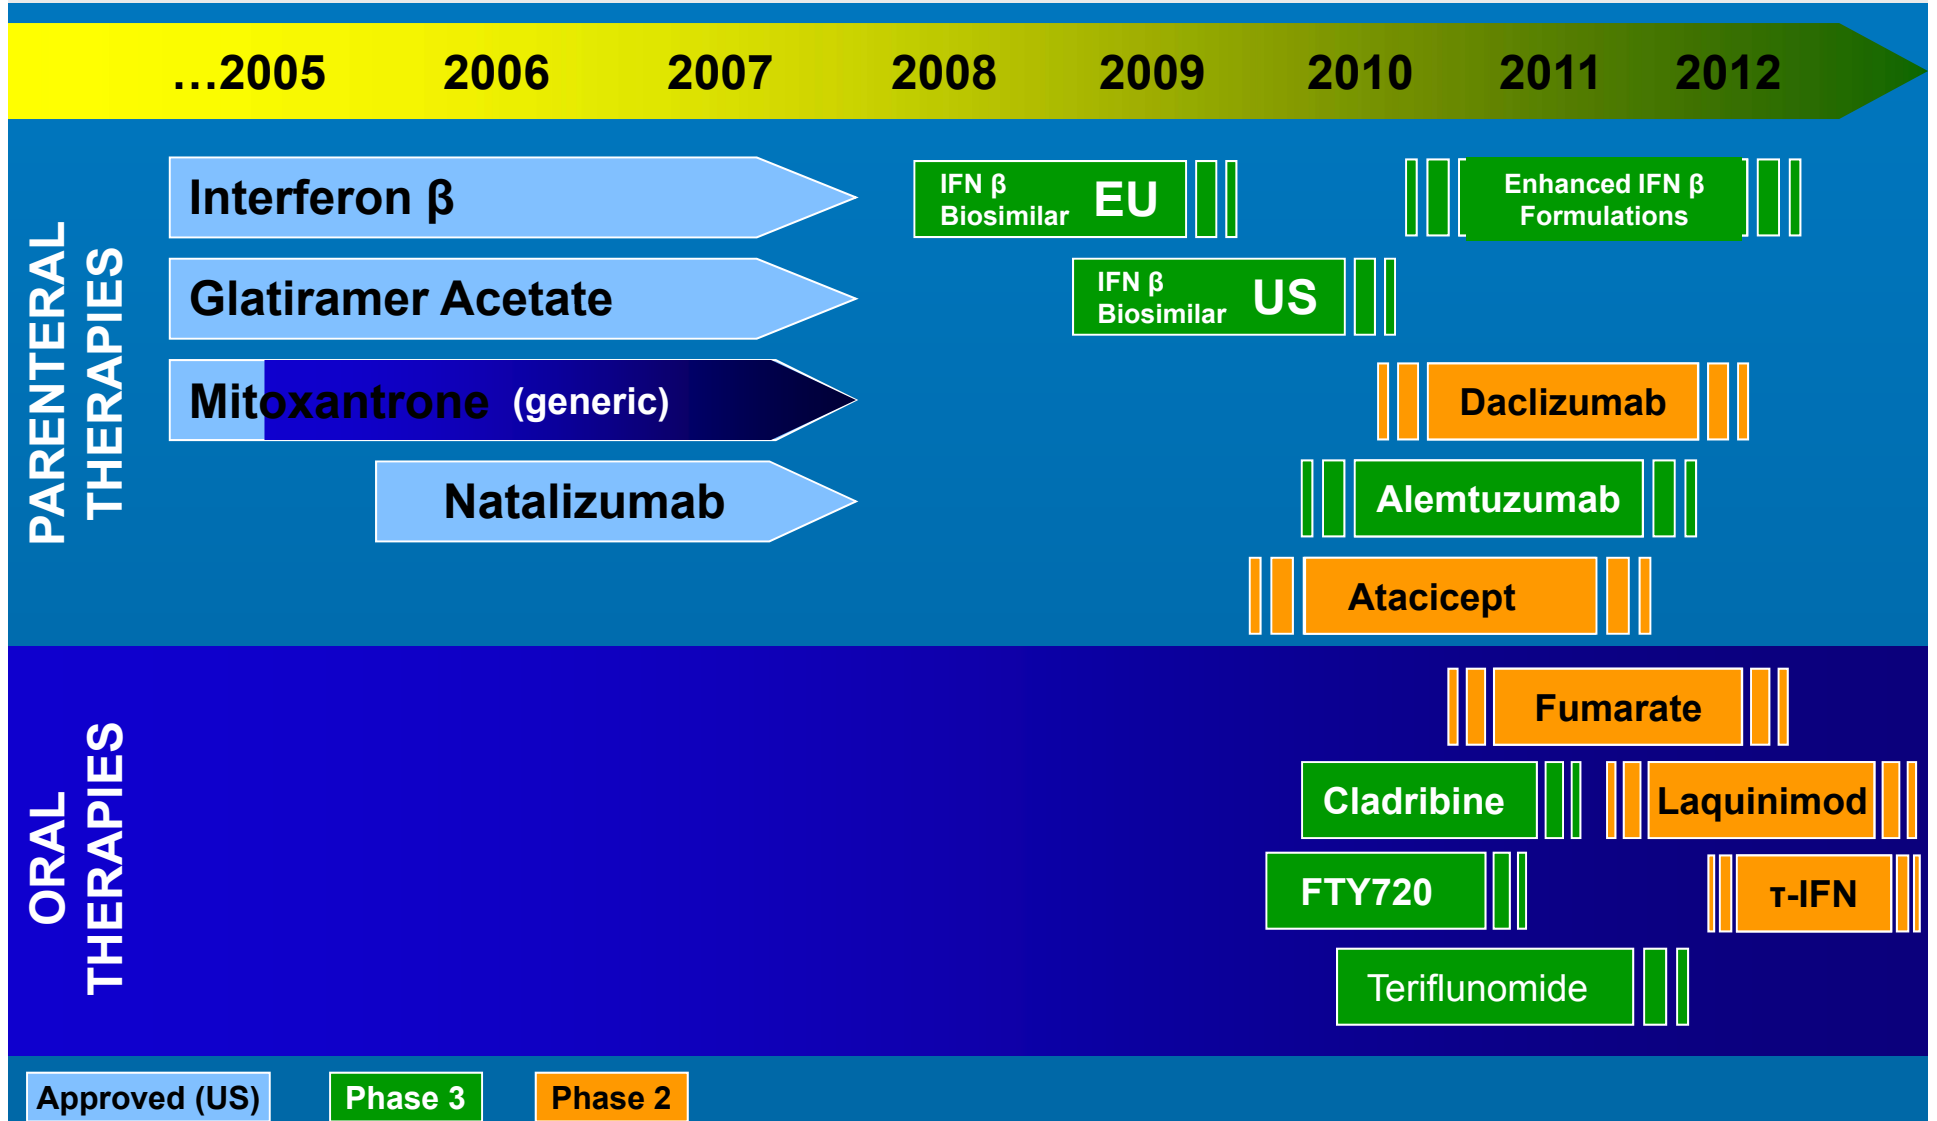 ...2005 2006 2007 2008 2009 2010 2011 2012
PARENTERAL
THERAPIES
Interferon β
IFN β
Biosimilar EU
Enhanced IFN β
Formulations
Glatiramer Acetate
IFN β
Biosimilar US
Mitoxantrone (generic)
Daclizumab
Natalizumab
Alemtuzumab
Atacicept
ORAL
THERAPIES
Fumarate
Cladribine
Laquinimod
FTY720
τ-IFN
Teriflunomide
Approved (US)
Phase 3
Phase 2